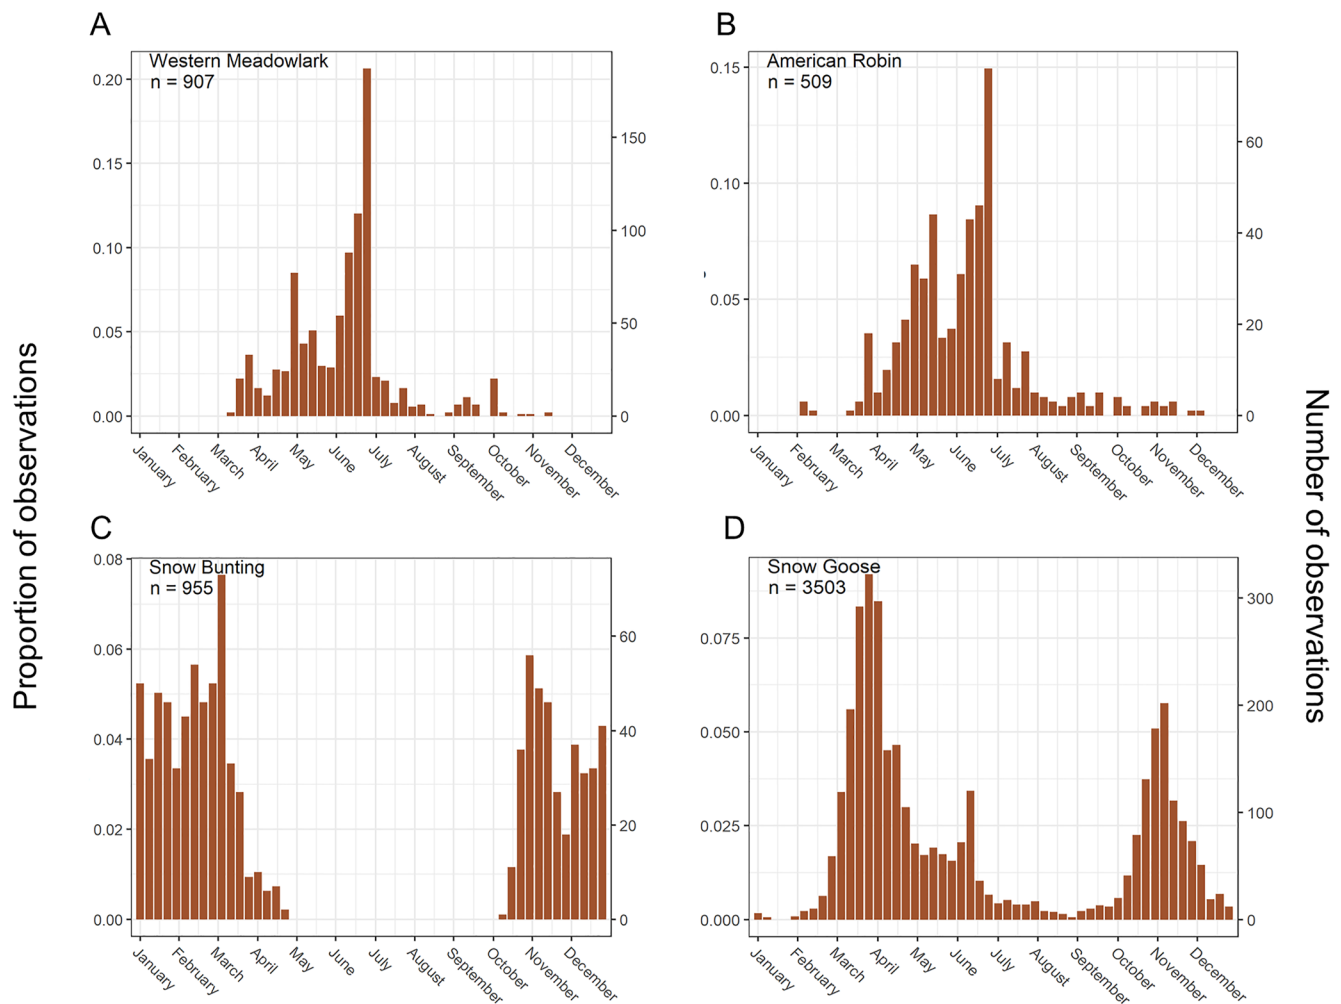 A
Western Meadowlark
n = 907
0.20
0.15
0.10
0.05
0.00
150
100
50
0
January
February
March
April
May
June
July
August
September
October
November
December
B
American Robin
n = 509
0.15
0.10
0.05
0.00
60
40
20
0
January
February
March
April
May
June
July
August
September
October
November
December
C
Snow Bunting
n = 955
0.08
0.06
0.04
0.02
0.00
60
40
20
0
January
February
March
April
May
June
July
August
September
October
November
December
D
Snow Goose
n = 3503
0.075
0.050
0.025
0.000
300
200
100
0
January
February
March
April
May
June
July
August
September
October
November
December
Proportion of observations
Number of observations